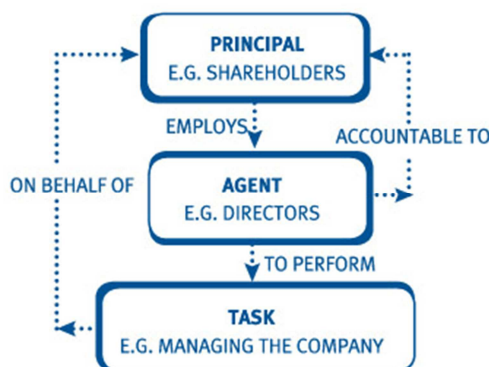 PRINCIPAL
E.G. SHAREHOLDERS
EMPLOYS
ACCOUNTABLE TO
ON BEHALF OF
AGENT
E.G. DIRECTORS
TO PERFORM
TASK
E.G. MANAGING THE COMPANY